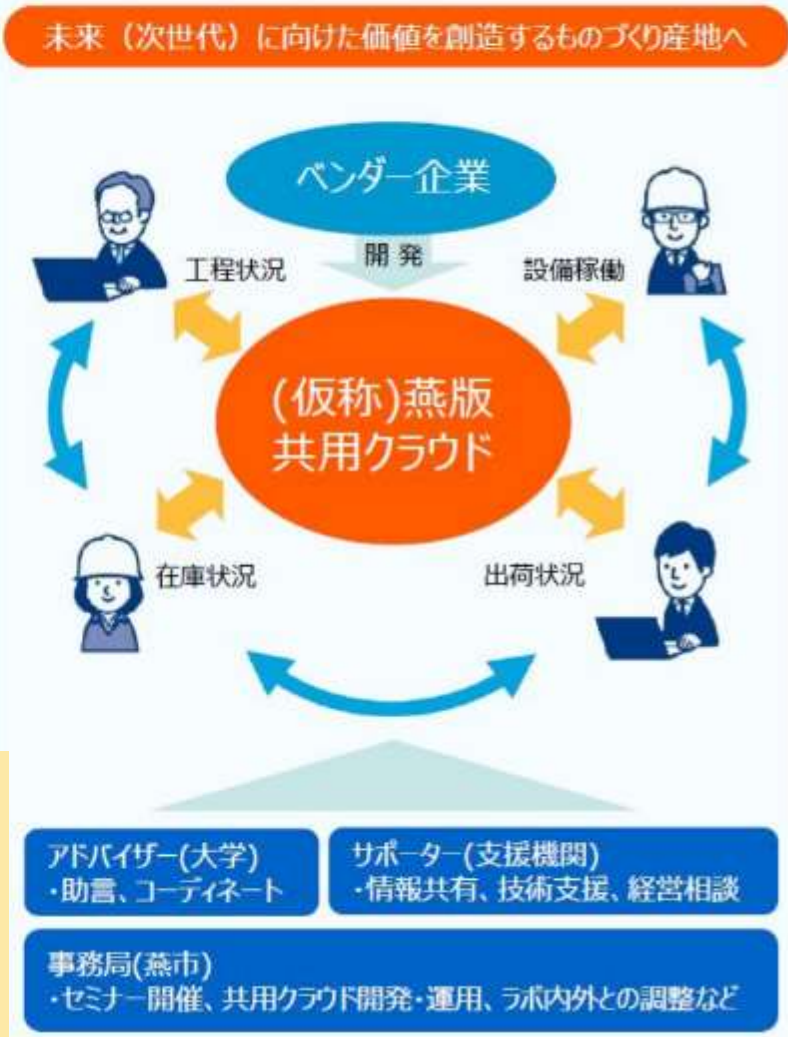 未来（次世代）に向けた価値を創造するものづくり産地へ
ベンダー企業
開発
工程状況
設備稼働
(仮称)燕版
共用クラウド
在庫状況
出荷状況
アドバイザー(大学)
・助言、コーディネート
サポーター(支援機関)
・情報共有、技術支援、経営相談
事務局(燕市)
・セミナー開催、共用クラウド開発・運用、ラボ内外との調整など